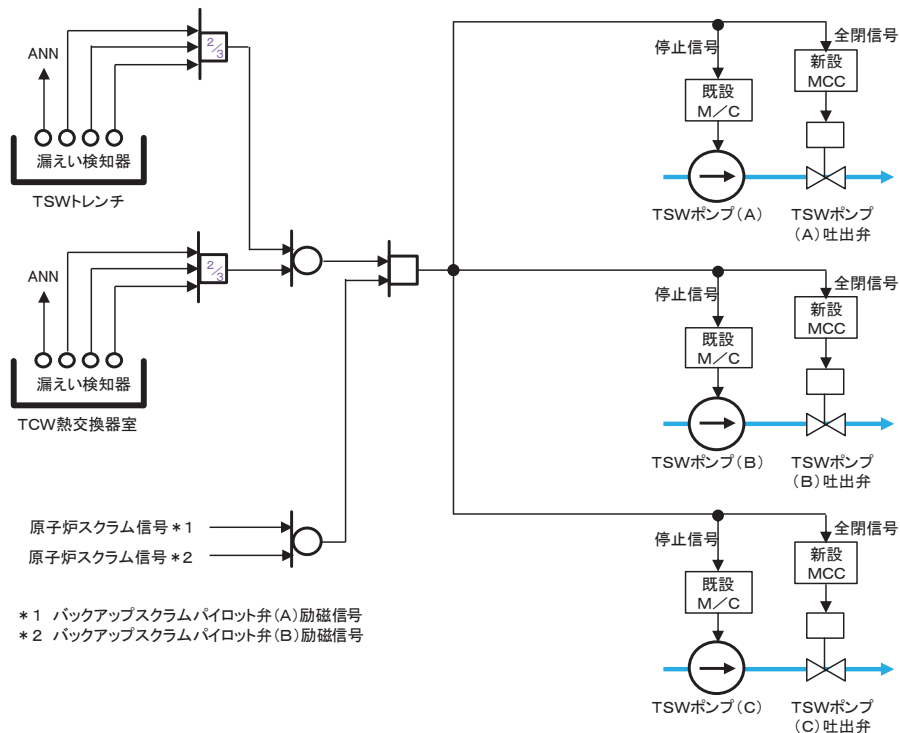 ANN
2/3
漏えい検知器
TSWトレンチ
ANN
2/3
漏えい検知器
TCW熱交換器室
原子炉スクラム信号*1
原子炉スクラム信号*2
*1 バックアップスクラムパイロット弁(A)励磁信号
*2 バックアップスクラムパイロット弁(B)励磁信号
停止信号
全閉信号
既設
M/C
新設
MCC
TSWポンプ(A)
TSWポンプ
(A)吐出弁
停止信号
全閉信号
既設
M/C
新設
MCC
TSWポンプ(B)
TSWポンプ
(B)吐出弁
停止信号
全閉信号
既設
M/C
新設
MCC
TSWポンプ(C)
TSWポンプ
(C)吐出弁